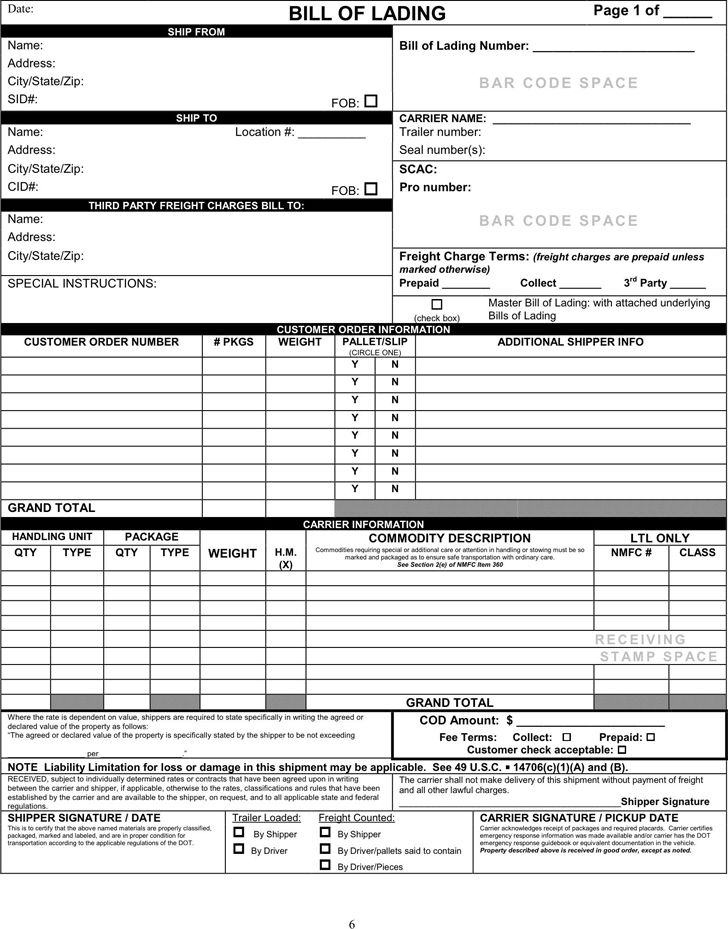 Date:
BILL OF LADING
Page 1 of ______
SHIP FROM
Name:
Address:
City/State/Zip:
SID#:
FOB: ☐
Bill of Lading Number: ________________________
BAR CODE SPACE
SHIP TO
Name:
Location #: __________
Address:
City/State/Zip:
CID#:
FOB: ☐
CARRIER NAME: ______________________________
Trailer number:
Seal number(s):
SCAC:
Pro number:
BAR CODE SPACE
THIRD PARTY FREIGHT CHARGES BILL TO:
Name:
Address:
City/State/Zip:
SPECIAL INSTRUCTIONS:
Freight Charge Terms: (freight charges are prepaid unless
marked otherwise)
Prepaid ________ Collect _______ 3rd Party ______
☐
(check box)
Master Bill of Lading: with attached underlying
Bills of Lading
CUSTOMER ORDER INFORMATION
CUSTOMER ORDER NUMBER
# PKGS
WEIGHT
PALLET/SLIP
(CIRCLE ONE)
ADDITIONAL SHIPPER INFO
Y N
Y N
Y N
Y N
Y N
Y N
Y N
Y N
GRAND TOTAL
CARRIER INFORMATION
HANDLING UNIT
PACKAGE
COMMODITY DESCRIPTION
LTL ONLY
QTY
TYPE
QTY
TYPE
WEIGHT
H.M.
(X)
Commodities requiring special or additional care or attention in handling or stowing must be so
marked and packaged as to ensure safe transportation with ordinary care.
See Section 2(e) of NMFC Item 360
NMFC #
CLASS
RECEIVING
STAMP SPACE
GRAND TOTAL
Where the rate is dependent on value, shippers are required to state specifically in writing the agreed or
declared value of the property as follows:
"The agreed or declared value of the property is specifically stated by the shipper to be not exceeding
____________________ per ____________________."
COD Amount: $ ______________________
Fee Terms: Collect: ☐ Prepaid: ☐
Customer check acceptable: ☐
NOTE Liability Limitation for loss or damage in this shipment may be applicable. See 49 U.S.C. ▪ 14706(c)(1)(A) and (B).
RECEIVED, subject to individually determined rates or contracts that have been agreed upon in writing
between the carrier and shipper, if applicable, otherwise to the rates, classifications and rules that have been
established by the carrier and are available to the shipper, on request, and to all applicable state and federal
regulations.
The carrier shall not make delivery of this shipment without payment of freight
and all other lawful charges.
_______________________________________Shipper Signature
SHIPPER SIGNATURE / DATE
This is to certify that the above named materials are properly classified,
packaged, marked and labeled, and are in proper condition for
transportation according to the applicable regulations of the DOT.
Trailer Loaded:
☐ By Shipper
☐ By Driver
Freight Counted:
☐ By Shipper
☐ By Driver/pallets said to contain
☐ By Driver/Pieces
CARRIER SIGNATURE / PICKUP DATE
Carrier acknowledges receipt of packages and required placards. Carrier certifies
emergency response information was made available and/or carrier has the DOT
emergency response guidebook or equivalent documentation in the vehicle.
Property described above is received in good order, except as noted.
6